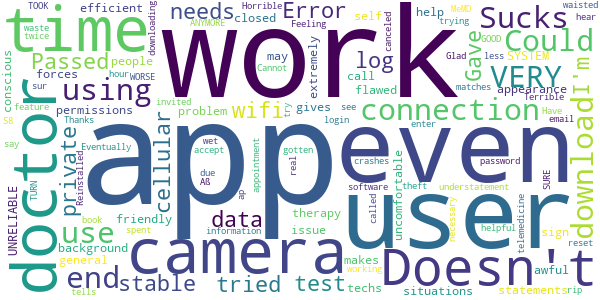 TOOK efficient needs Horrible Error help trying ANYMORE waisted MeMD GOOD hear
waste twice time downloading closed Feeling self canceled Sucks
conscious WORSE hour Passed people forces work may Cannot log extremely call Gave Glad less SYSTEM Could
feature sur permissions using invited gives flawed matches VERY Terrible appearance I'm
S8 Thanks problem wifi try see connection Have email download
say Eventually Reinstalled private cellular wet accept gotten login enter
doctor TURN app due Aß real appointment crashes even password SURE
UNRELIABLE book friendly ap therapy software called theft understatement
use spent information data issue uncomfortable user necessary helpful telemedicine sign
background general camera makes techs Doesn't working awful reset
end stable tried test situations statements rip
tells